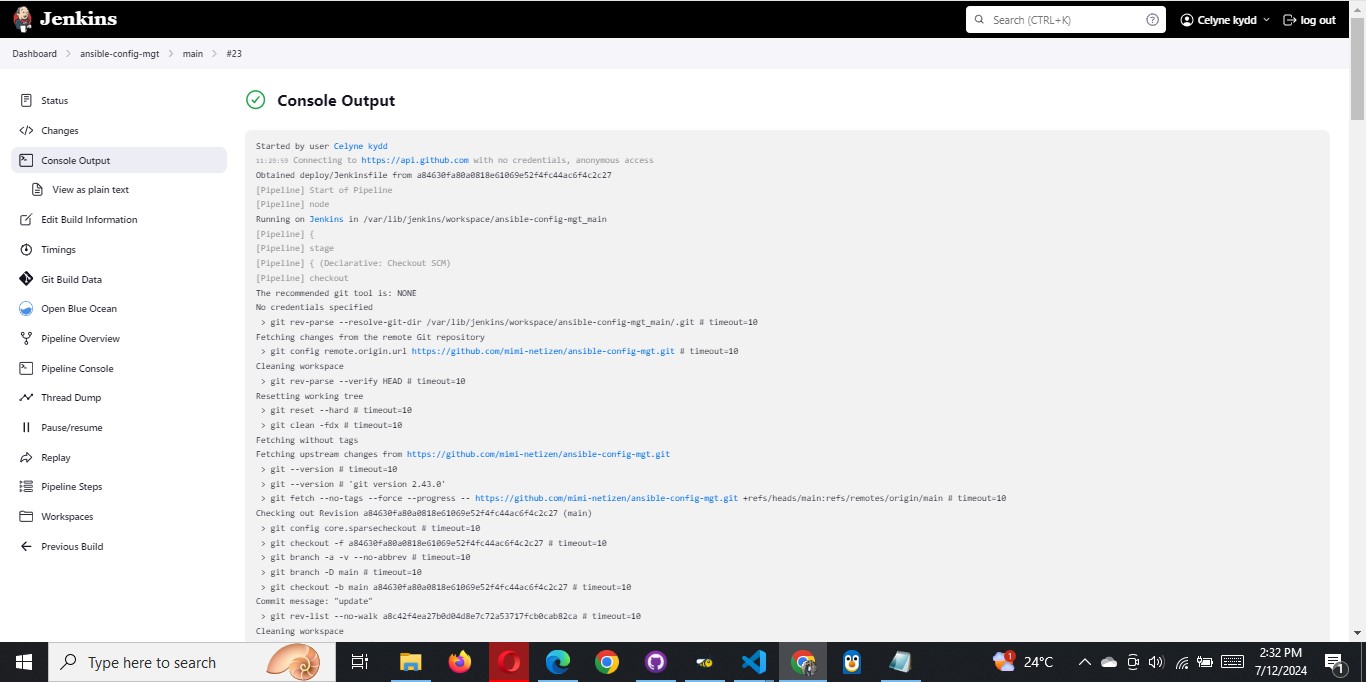 Jenkins
Search (CTRL+K)
Celyne kydd
log out
Dashboard
ansible-config-mgt
main
#23
Status
Changes
Console Output
View as plain text
Edit Build Information
Timings
Git Build Data
Open Blue Ocean
Pipeline Overview
Pipeline Console
Thread Dump
Pause/resume
Replay
Pipeline Steps
Workspaces
Previous Build
Console Output
Started by user Celyne kydd
11:29:59 Connecting to https://api.github.com with no credentials, anonymous access
Obtained deploy/Jenkinsfile from a84630fa80a0818e61069e52f4fc44ac6f4c2c27
[Pipeline] Start of Pipeline
[Pipeline] node
Running on Jenkins in /var/lib/jenkins/workspace/ansible-config-mgt_main
[Pipeline] {
[Pipeline] stage
[Pipeline] { (Declarative: Checkout SCM)
[Pipeline] checkout
The recommended git tool is: NONE
No credentials specified
> git rev-parse --resolve-git-dir /var/lib/jenkins/workspace/ansible-config-mgt_main/.git # timeout=10
Fetching changes from the remote Git repository
> git config remote.origin.url https://github.com/mimi-netizen/ansible-config-mgt.git # timeout=10
Cleaning workspace
> git rev-parse --verify HEAD # timeout=10
Resetting working tree
> git reset --hard # timeout=10
> git clean -fdx # timeout=10
Fetching without tags
Fetching upstream changes from https://github.com/mimi-netizen/ansible-config-mgt.git
> git --version # timeout=10
> git --version # 'git version 2.43.0'
> git fetch --no-tags --force --progress -- https://github.com/mimi-netizen/ansible-config-mgt.git +refs/heads/main:refs/remotes/origin/main # timeout=10
Checking out Revision a84630fa80a0818e61069e52f4fc44ac6f4c2c27 (main)
> git config core.sparsecheckout # timeout=10
> git checkout -f a84630fa80a0818e61069e52f4fc44ac6f4c2c27 # timeout=10
> git branch -a -v --no-abbrev # timeout=10
> git branch -D main # timeout=10
> git checkout -b main a84630fa80a0818e61069e52f4fc44ac6f4c2c27 # timeout=10
Commit message: "update"
> git rev-list --no-walk a8c42f4ea27b0d04d8e7c72a53717fcb0cab82ca # timeout=10
Cleaning workspace
Type here to search
1
24°C
2:32 PM
7/12/2024
1